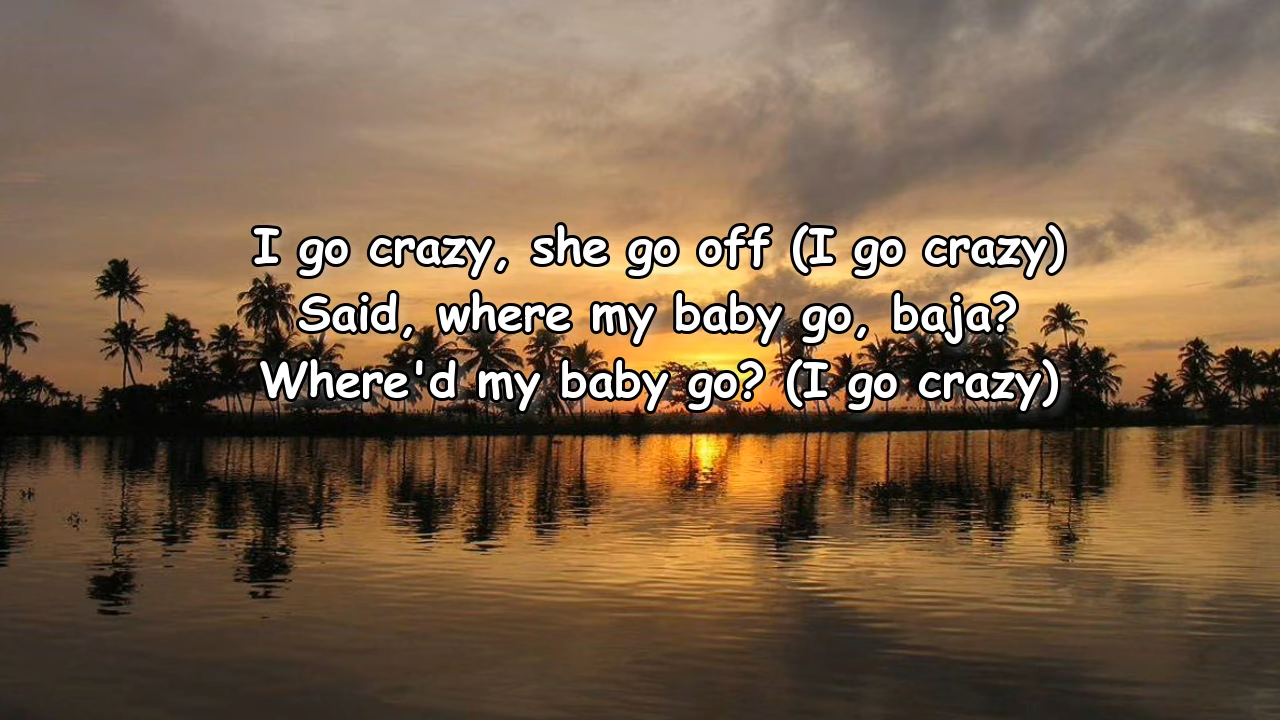 I go crazy, she go off (I go crazy)
Said, where my baby go, baja?
Where'd my baby go? (I go crazy)